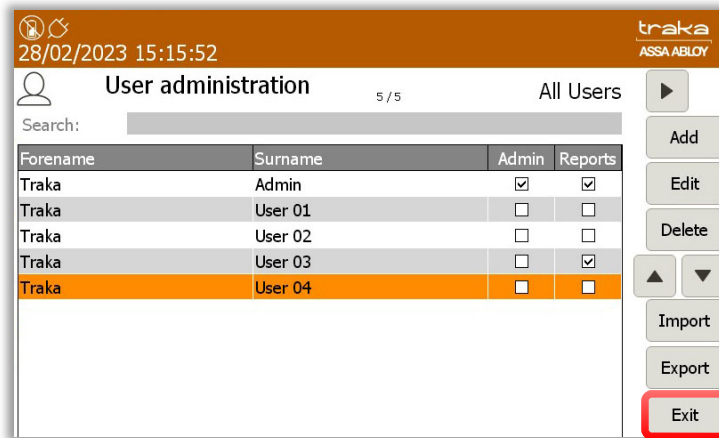 28/02/2023 15:15:52
traka
ASSA ABLOY
User administration 5/5 All Users
Search:
Forename Surname Admin Reports
Traka Admin
Traka User 01
Traka User 02
Traka User 03
Traka User 04
Add
Edit
Delete
Import
Export
Exit